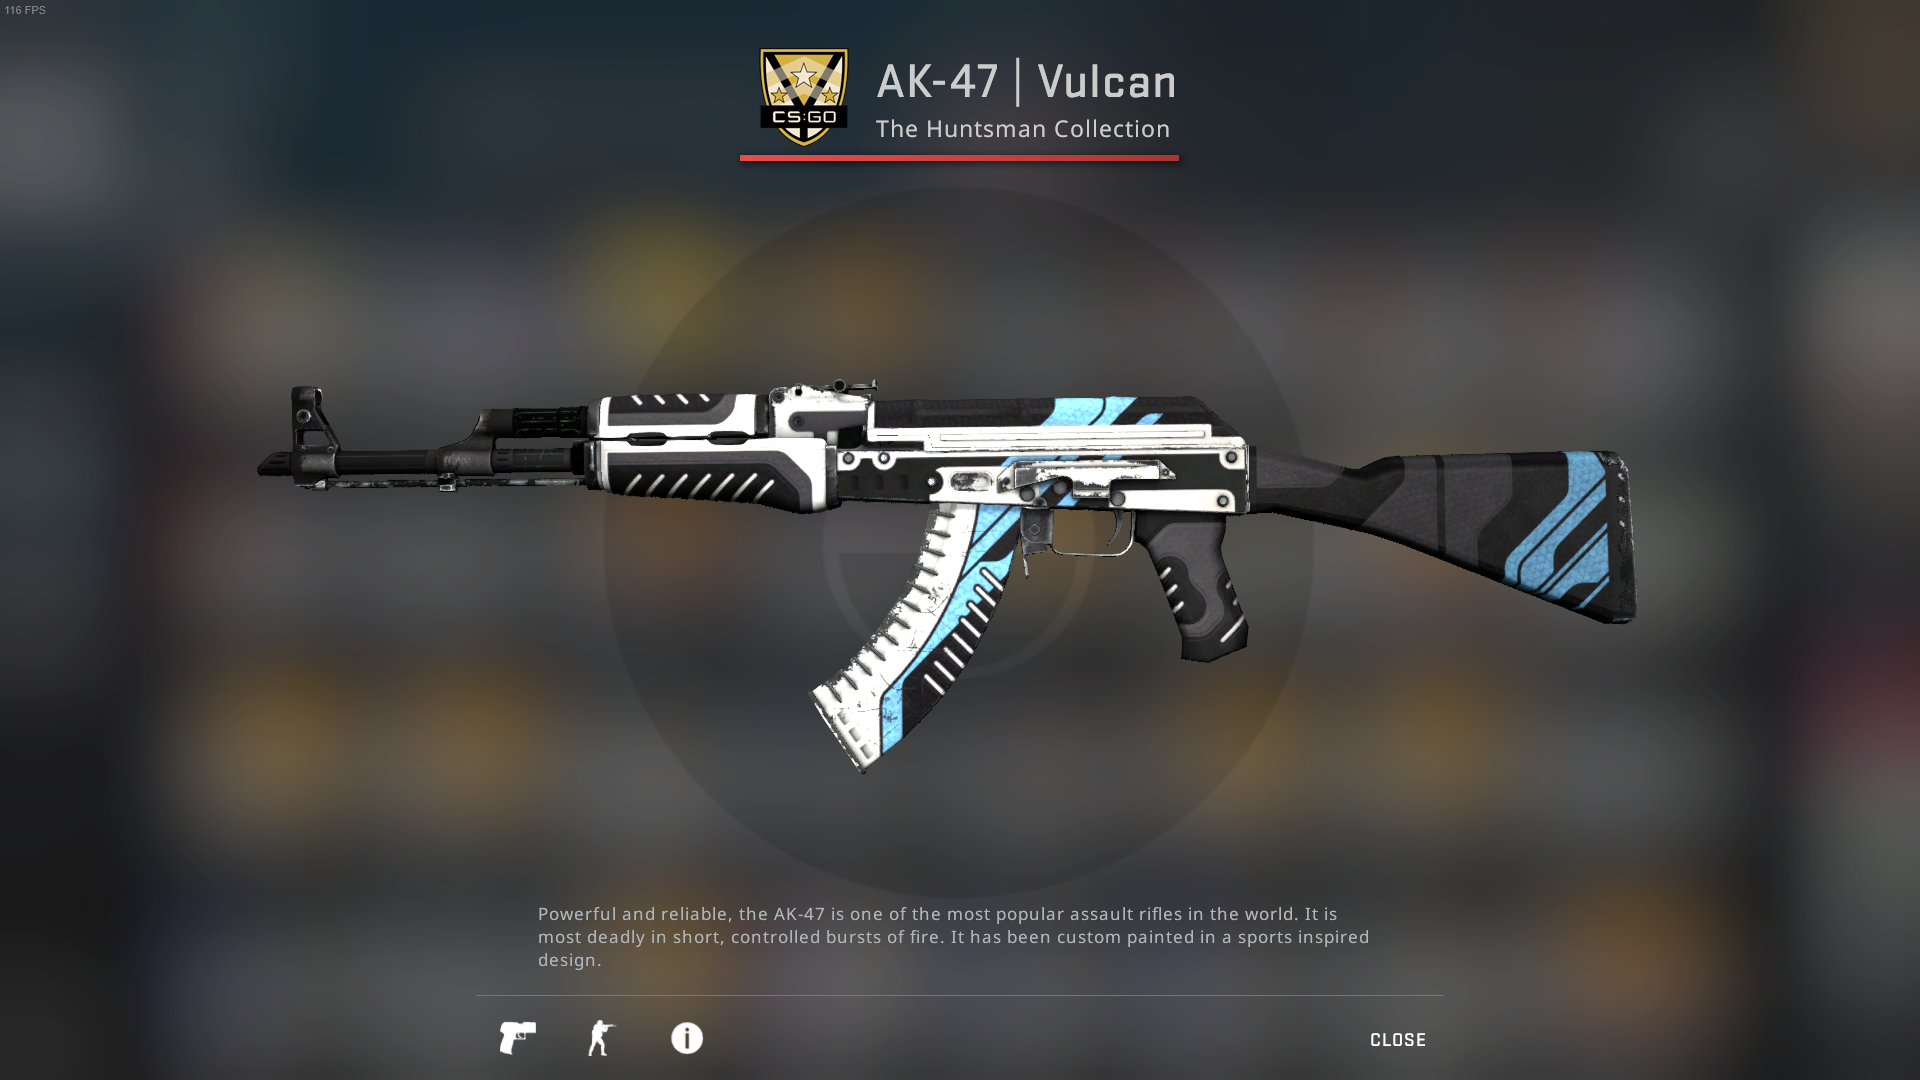 116 FPS
AK-47 | Vulcan
CS:GO
The Huntsman Collection
Powerful and reliable, the AK-47 is one of the most popular assault rifles in the world. It is
most deadly in short, controlled bursts of fire. It has been custom painted in a sports inspired
design.
CLOSE